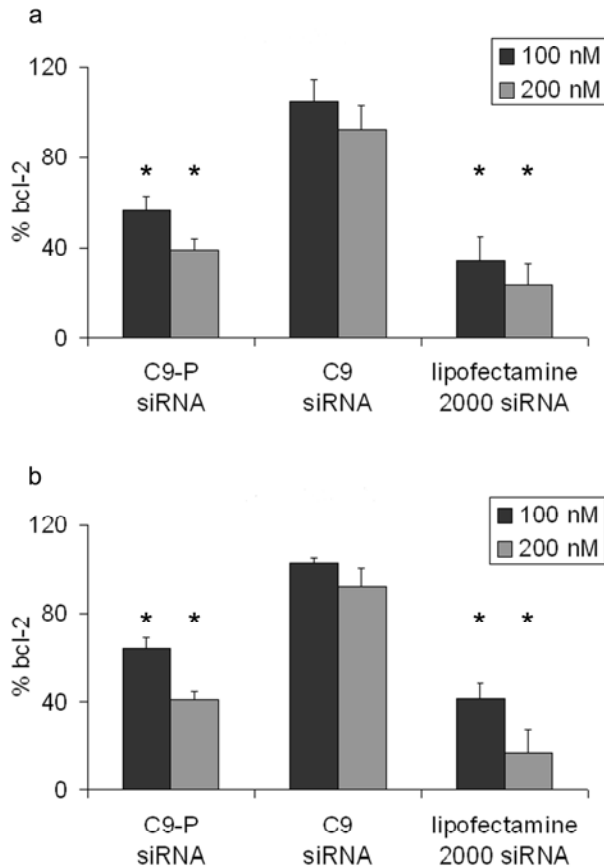 a
100 nM
200 nM
120
80
40
0
% bcl-2
* * * *
C9-P
siRNA
C9
siRNA
lipofectamine
2000 siRNA
b
100 nM
200 nM
120
80
40
0
% bcl-2
* * * *
C9-P
siRNA
C9
siRNA
lipofectamine
2000 siRNA